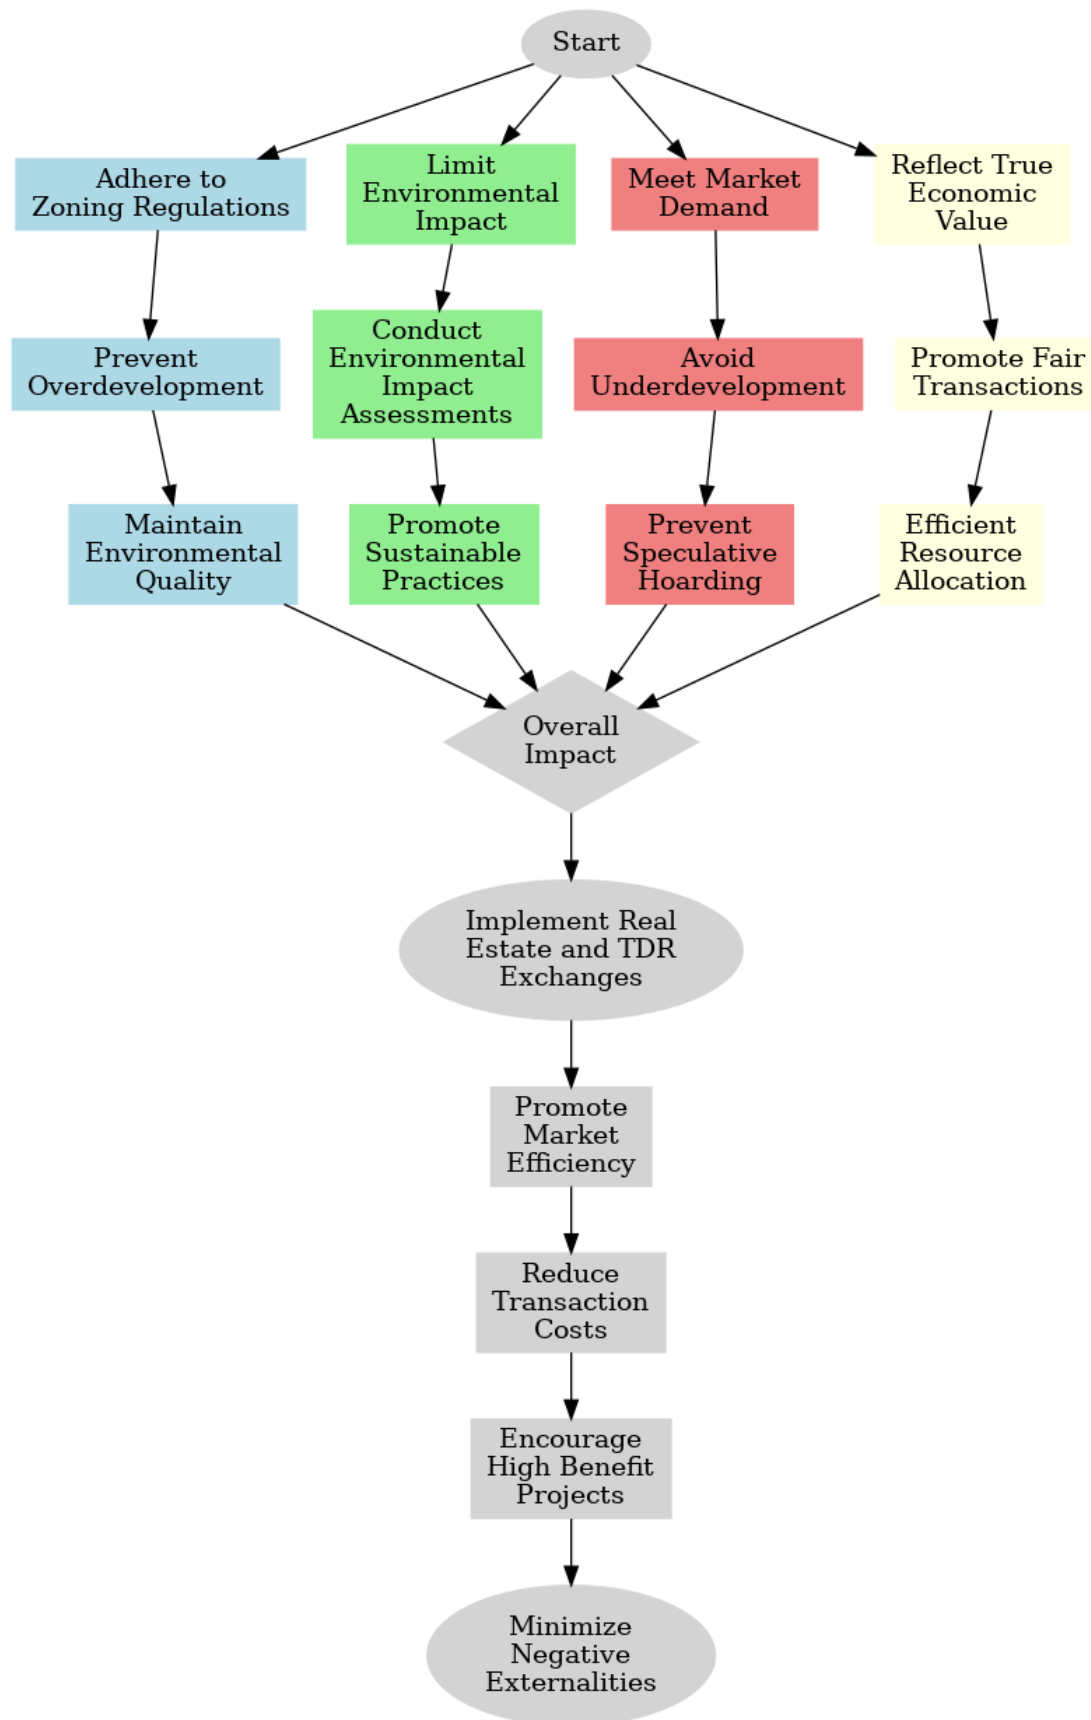 Start
Adhere to
Zoning Regulations
Limit
Environmental
Impact
Meet Market
Demand
Reflect True
Economic
Value
Prevent
Overdevelopment
Conduct
Environmental
Impact
Assessments
Avoid
Underdevelopment
Promote Fair
Transactions
Maintain
Environmental
Quality
Promote
Sustainable
Practices
Prevent
Speculative
Hoarding
Efficient
Resource
Allocation
Overall
Impact
Implement Real
Estate and TDR
Exchanges
Promote
Market
Efficiency
Reduce
Transaction
Costs
Encourage
High Benefit
Projects
Minimize
Negative
Externalities